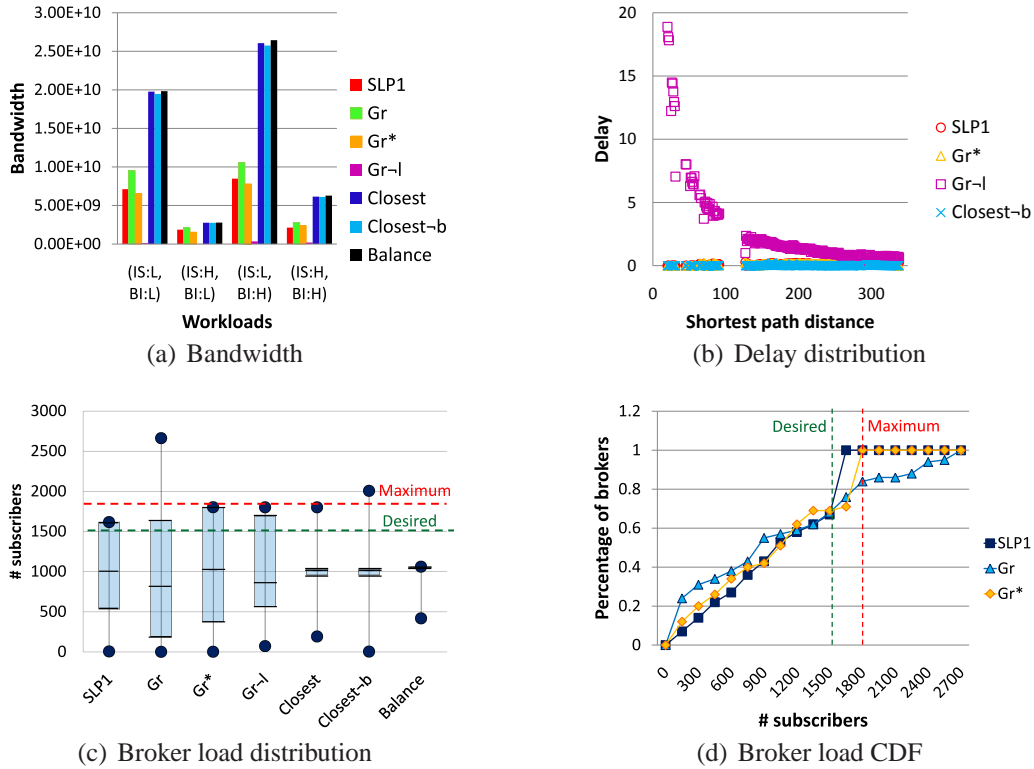 3.00E+10
2.50E+10
2.00E+10
1.50E+10
1.00E+10
5.00E+09
0.00E+00
Bandwidth
(IS:L, BI:L)
(IS:H, BI:L)
(IS:L, BI:H)
(IS:H, BI:H)
Workloads
SLP1
Gr
Gr*
Gr¬l
Closest
Closest¬b
Balance
(a) Bandwidth
20
15
10
5
0
Delay
0 100 200 300
Shortest path distance
SLP1
Gr*
Gr¬l
Closest¬b
(b) Delay distribution
3000
2500
2000
1500
1000
500
0
# subscribers
Maximum
Desired
SLP1
Gr
Gr*
Gr¬l
Closest
Closest¬b
Balance
(c) Broker load distribution
1.2
1
0.8
0.6
0.4
0.2
0
Percentage of brokers
Desired
Maximum
0 300 600 900 1200 1500 1800 2100 2400 2700
# subscribers
SLP1
Gr
Gr*
(d) Broker load CDF